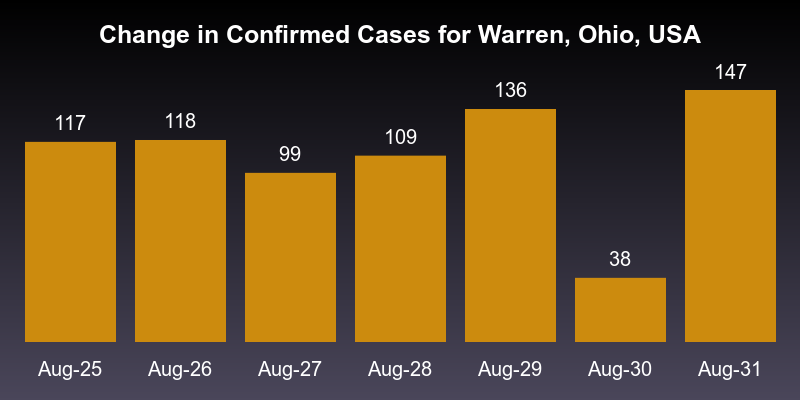 Change in Confirmed Cases for Warren, Ohio, USA
117
118
99
109
136
38
147
Aug-25
Aug-26
Aug-27
Aug-28
Aug-29
Aug-30
Aug-31